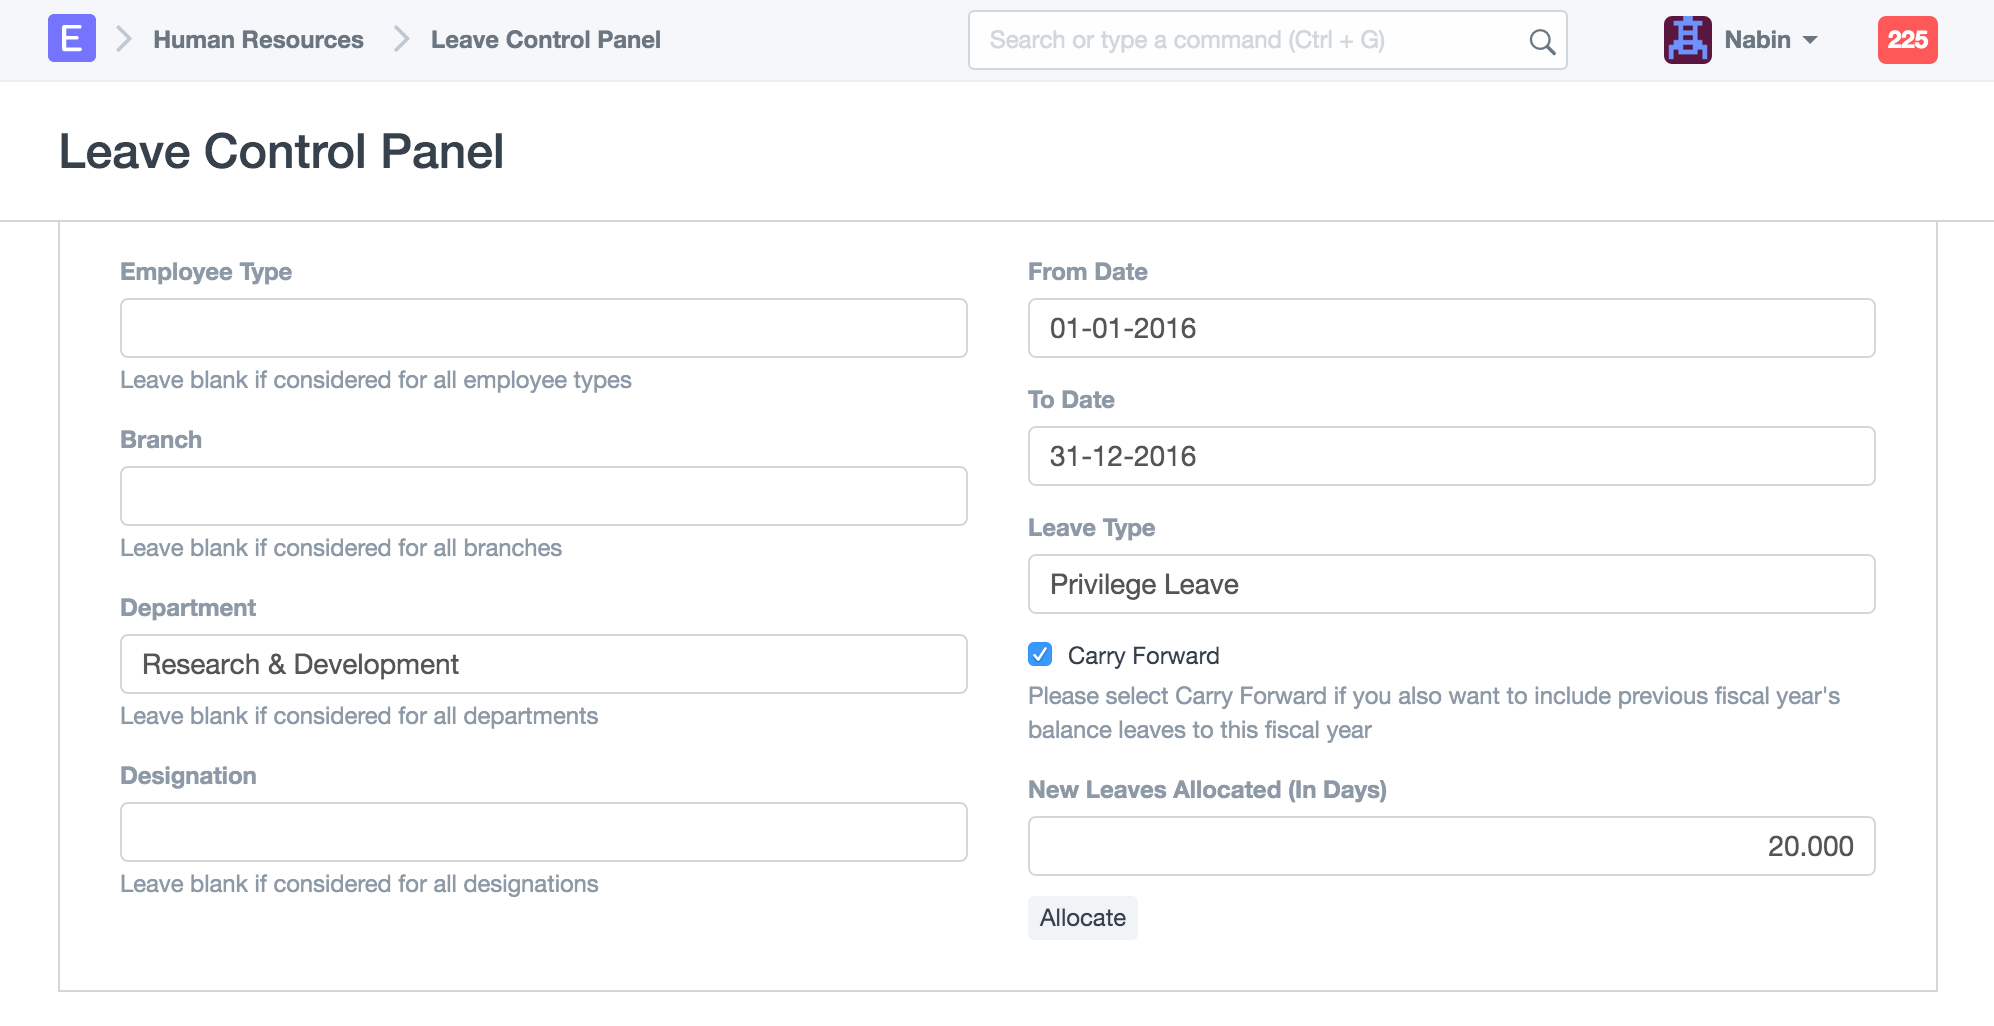 E Human Resources Leave Control Panel Search or type a command (Ctrl + G) Nabin 225
Leave Control Panel
Employee Type
Leave blank if considered for all employee types
Branch
Leave blank if considered for all branches
Department
Research & Development
Leave blank if considered for all departments
Designation
Leave blank if considered for all designations
From Date
01-01-2016
To Date
31-12-2016
Leave Type
Privilege Leave
Carry Forward
Please select Carry Forward if you also want to include previous fiscal year's
balance leaves to this fiscal year
New Leaves Allocated (In Days)
20.000
Allocate